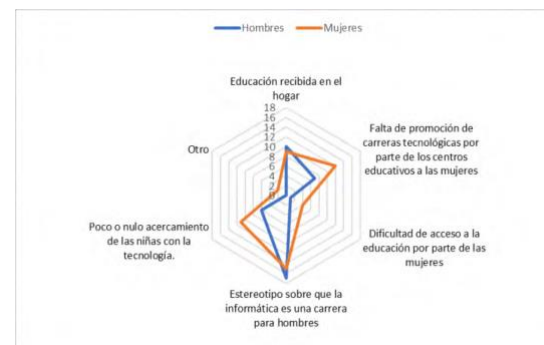 Hombres Mujeres
Educación recibida en el
hogar
18
16
14
12
10
8
6
4
2
0
Falta de promoción de
carreras tecnológicas por
parte de los centros
educativos a las mujeres
Dificultad de acceso a la
educación por parte de las
mujeres
Estereotipo sobre que la
informática es una carrera
para hombres
Poco o nulo acercamiento
de las niñas con la
tecnología.
Otro